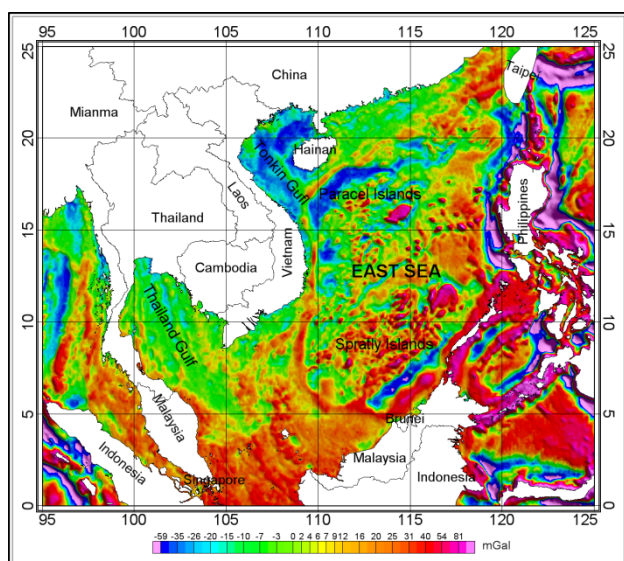 95 100 105 110 115 120 125
25 25
China
Taipei
Mianma
20 20
Hainan
Tonkin Gulf
Laos
Paracel Islands
Thailand
Philippines
15 15
Vietnam
Cambodia
EAST SEA
Thailand Gulf
10 10
Spratly Islands
Malaysia
5 5
Brunei
Indonesia
Malaysia
Singapore
Indonesia
0 0
95 100 105 110 115 120 125
-59 -35 -26 -20 -15 -10 -7 -3 0 2 4 6 9 12 16 20 25 31 40 54 81 mGal